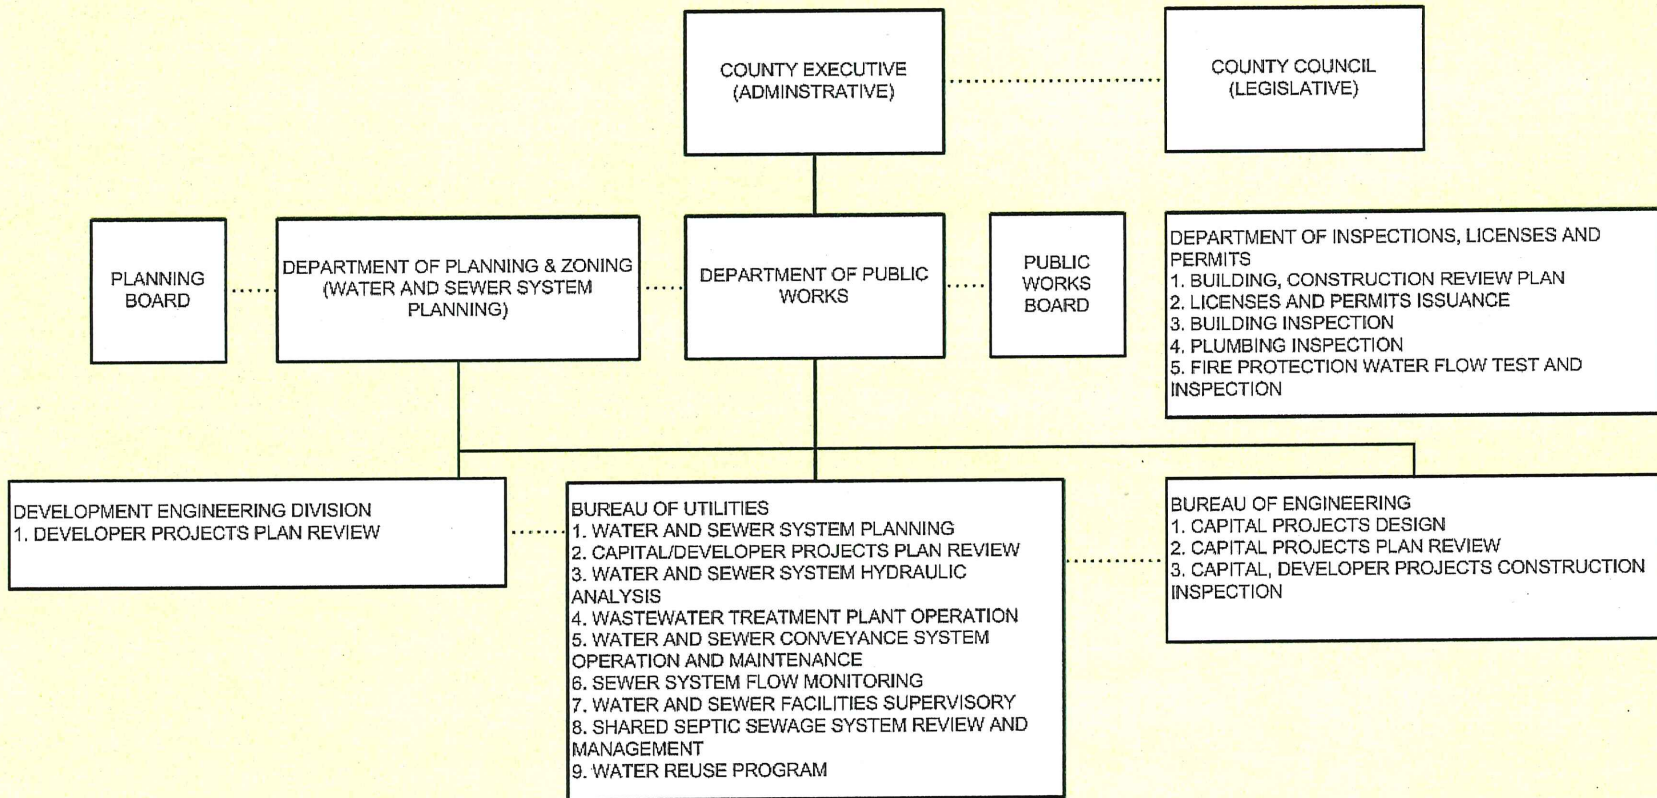 COUNTY EXECUTIVE
(ADMINSTRATIVE)
COUNTY COUNCIL
(LEGISLATIVE)
PLANNING
BOARD
DEPARTMENT OF PLANNING & ZONING
(WATER AND SEWER SYSTEM
PLANNING)
DEPARTMENT OF PUBLIC
WORKS
PUBLIC
WORKS
BOARD
DEPARTMENT OF INSPECTIONS, LICENSES AND
PERMITS
1. BUILDING, CONSTRUCTION REVIEW PLAN
2. LICENSES AND PERMITS ISSUANCE
3. BUILDING INSPECTION
4. PLUMBING INSPECTION
5. FIRE PROTECTION WATER FLOW TEST AND
INSPECTION
DEVELOPMENT ENGINEERING DIVISION
1. DEVELOPER PROJECTS PLAN REVIEW
BUREAU OF UTILITIES
1. WATER AND SEWER SYSTEM PLANNING
2. CAPITAL/DEVELOPER PROJECTS PLAN REVIEW
3. WATER AND SEWER SYSTEM HYDRAULIC
ANALYSIS
4. WASTEWATER TREATMENT PLANT OPERATION
5. WATER AND SEWER CONVEYANCE SYSTEM
OPERATION AND MAINTENANCE
6. SEWER SYSTEM FLOW MONITORING
7. WATER AND SEWER FACILITIES SUPERVISORY
8. SHARED SEPTIC SEWAGE SYSTEM REVIEW AND
MANAGEMENT
9. WATER REUSE PROGRAM
BUREAU OF ENGINEERING
1. CAPITAL PROJECTS DESIGN
2. CAPITAL PROJECTS PLAN REVIEW
3. CAPITAL, DEVELOPER PROJECTS CONSTRUCTION
INSPECTION